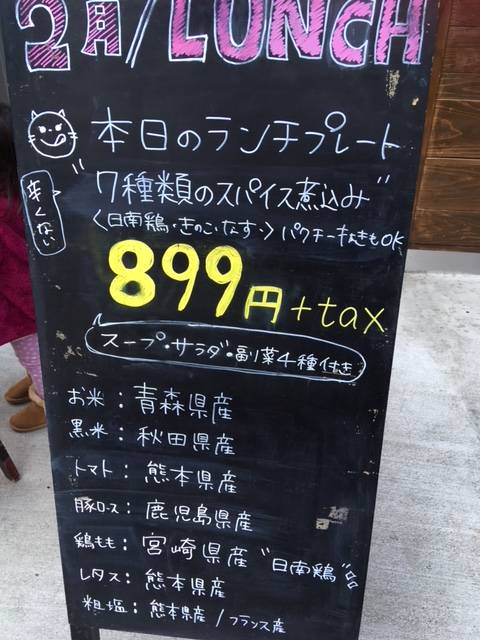 2月/LUNCH
本日のランチプレート
辛くない
"7種類のスパイス煮込み"
〈日南鶏・きのこ・なす・〉パクチー抜きもOK
899円+tax
スープ・サラダ・副菜4種付き
お米：青森県産
黒米：秋田県産
トマト：熊本県産
豚ロース：鹿児島県産
鶏もも：宮崎県産"日南鶏"
レタス：熊本県産
粗塩：熊本県産/フランス産